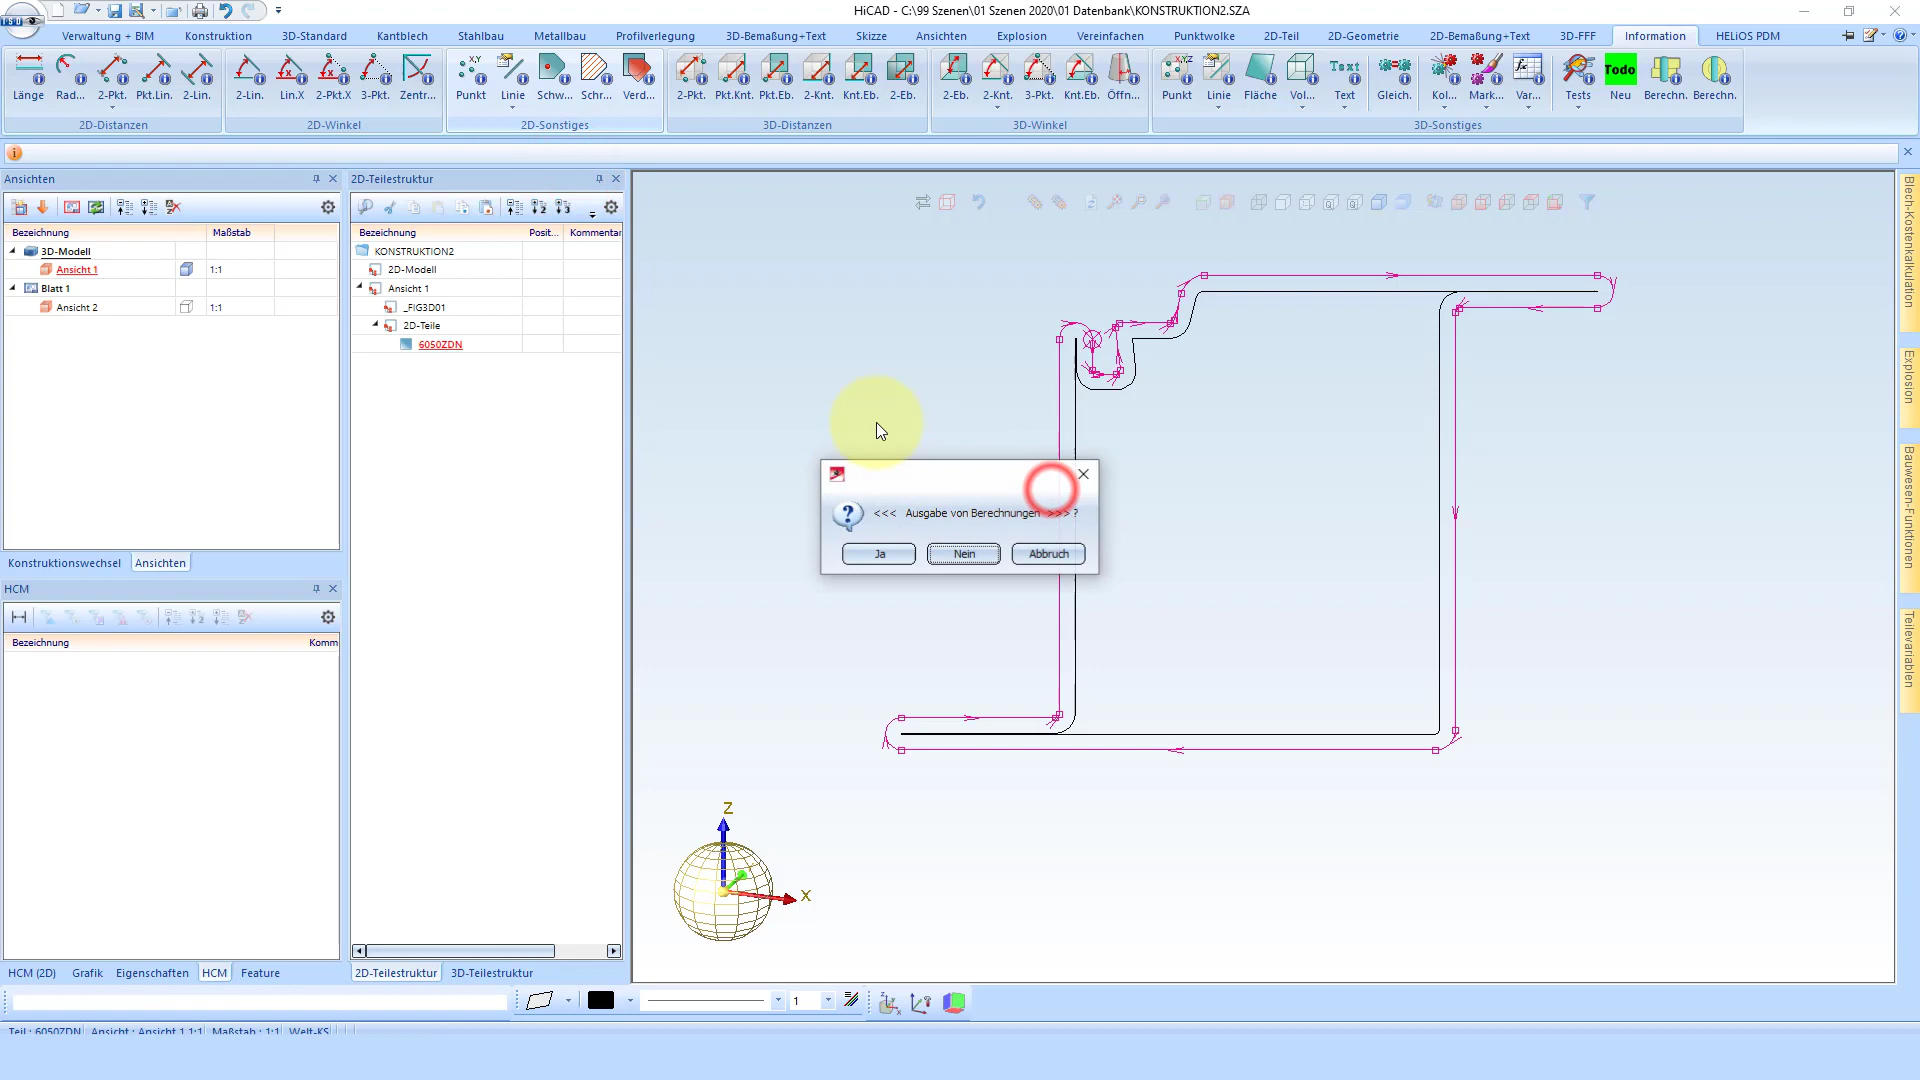 HiCAD - C:\99 Szenen\01 Szenen 2020\01 Datenbank\KONSTRUKTION2.SZA
ISD
Verwaltung + BIM Konstruktion 3D-Standard Kantblech Stahlbau Metallbau Profilverlegung 3D-Bemaßung+Text Skizze Ansichten Explosion Vereinfachen Punktwolke 2D-Teil 2D-Geometrie 2D-Bemaßung+Text 3D-FFF Information HELiOS PDM
X,Y X,Y,Z Text fx Todo
Länge Rad... 2-Pkt. Pkt.Lin. 2-Lin. 2-Lin. Lin.X 2-Pkt.X 3-Pkt. Zentr... Punkt Linie Schw... Schr... Verd... 2-Pkt. Pkt.Knt. Pkt.Eb. 2-Knt. Knt.Eb. 2-Eb. 2-Eb. 2-Knt. 3-Pkt. Knt.Eb. Öffn... Punkt Linie Fläche Vol... Text Gleich. Kol... Mark... Var... Tests Neu Berechn. Berechn.
2D-Distanzen 2D-Winkel 2D-Sonstiges 3D-Distanzen 3D-Winkel 3D-Sonstiges
Ansichten
Bezeichnung Maßstab
3D-Modell
Ansicht 1 1:1
Blatt 1
Ansicht 2 1:1
Konstruktionswechsel Ansichten
HCM
Bezeichnung Komm
HCM (2D) Grafik Eigenschaften HCM Feature
2D-Teilestruktur
Bezeichnung Posit... Kommentar
KONSTRUKTION2
2D-Modell
Ansicht 1
_FIG3D01
2D-Teile
6050ZDN
2D-Teilestruktur 3D-Teilestruktur
<<< Ausgabe von Berechnungen >>> ?
Ja Nein Abbruch
Z
X
Blech-Kostenkalkulation
Explosion
Bauwesen-Funktionen
Teilevariablen
1
Teil : 6050ZDN Ansicht : Ansicht 1 1:1 Maßstab : 1:1 Welt-KS